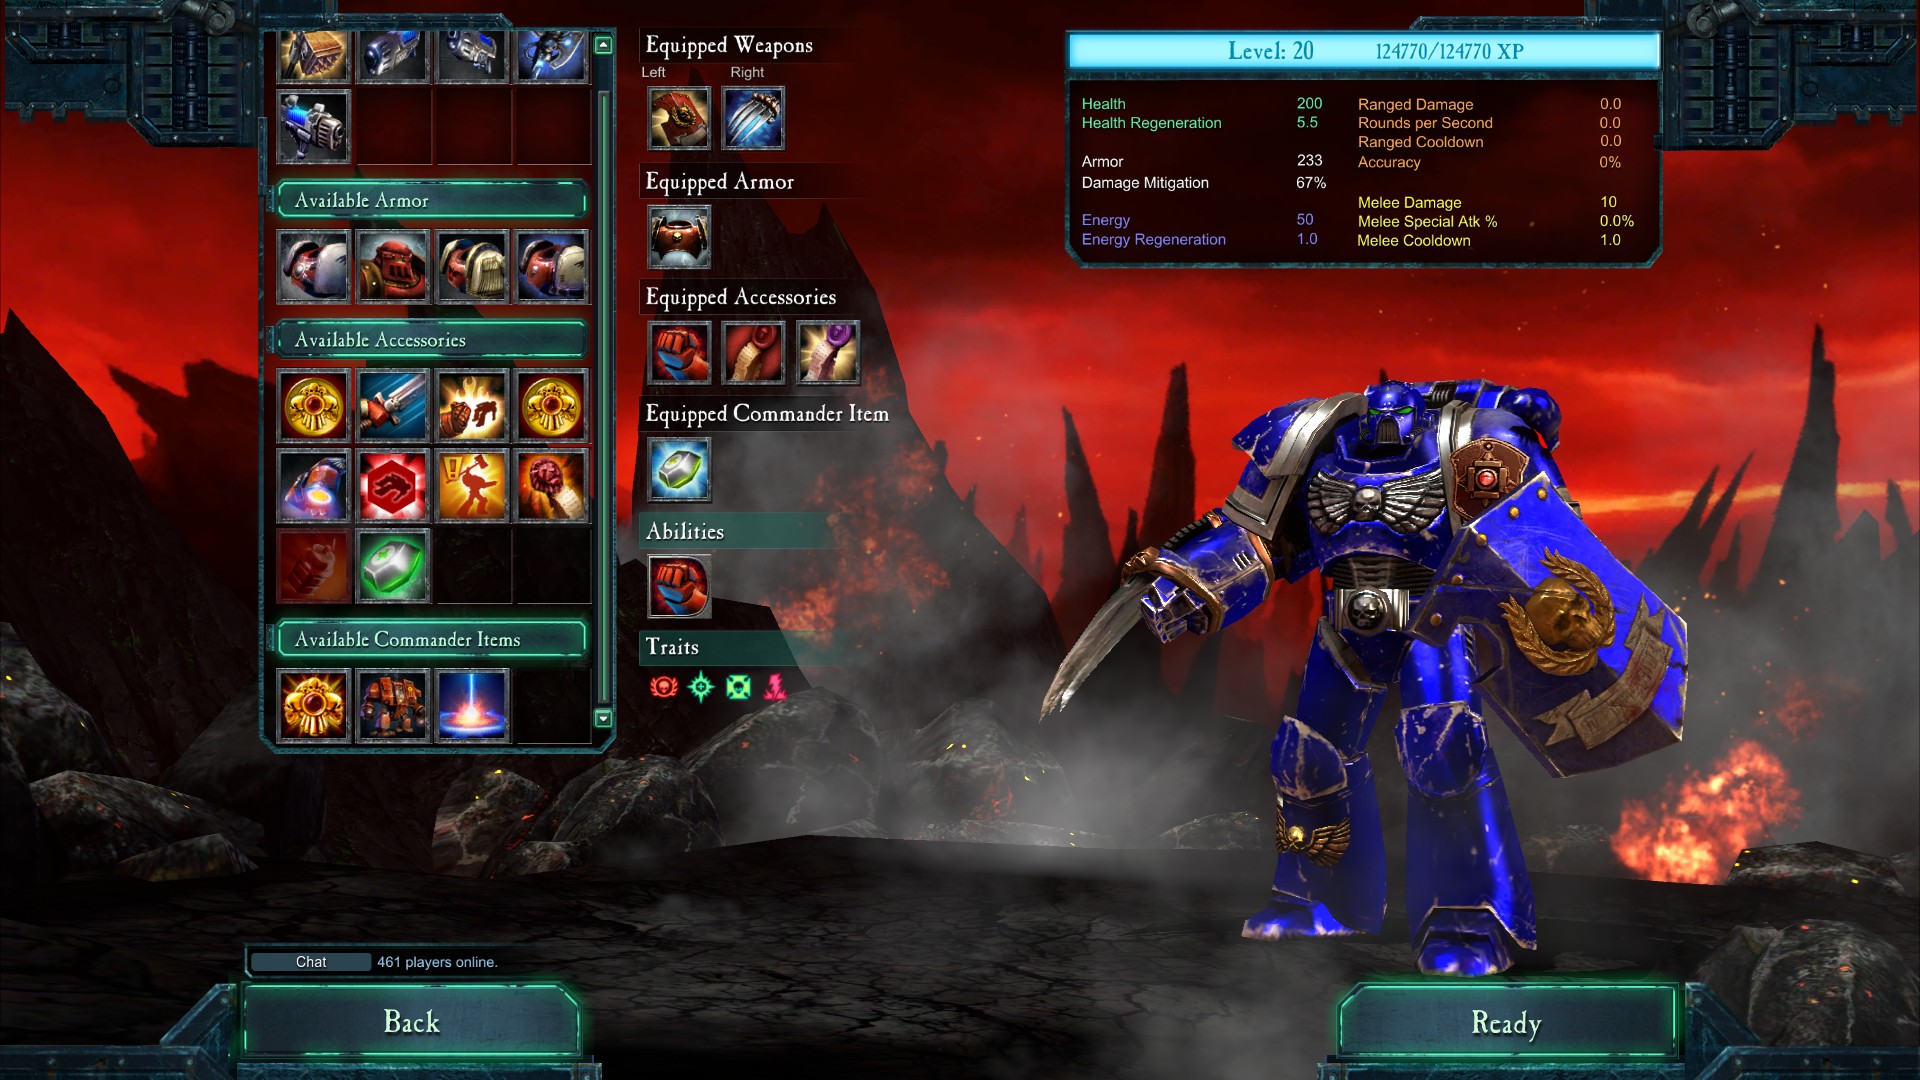 Equipped Weapons
Left Right
Equipped Armor
Equipped Accessories
Equipped Commander Item
Abilities
Traits
Available Armor
Available Accessories
Available Commander Items
Level: 20 124770/124770 XP
Health 200
Health Regeneration 5.5
Armor 233
Damage Mitigation 67%
Energy 50
Energy Regeneration 1.0
Ranged Damage 0.0
Rounds per Second 0.0
Ranged Cooldown 0.0
Accuracy 0%
Melee Damage 10
Melee Special Atk % 0.0%
Melee Cooldown 1.0
Chat 461 players online.
Back
Ready